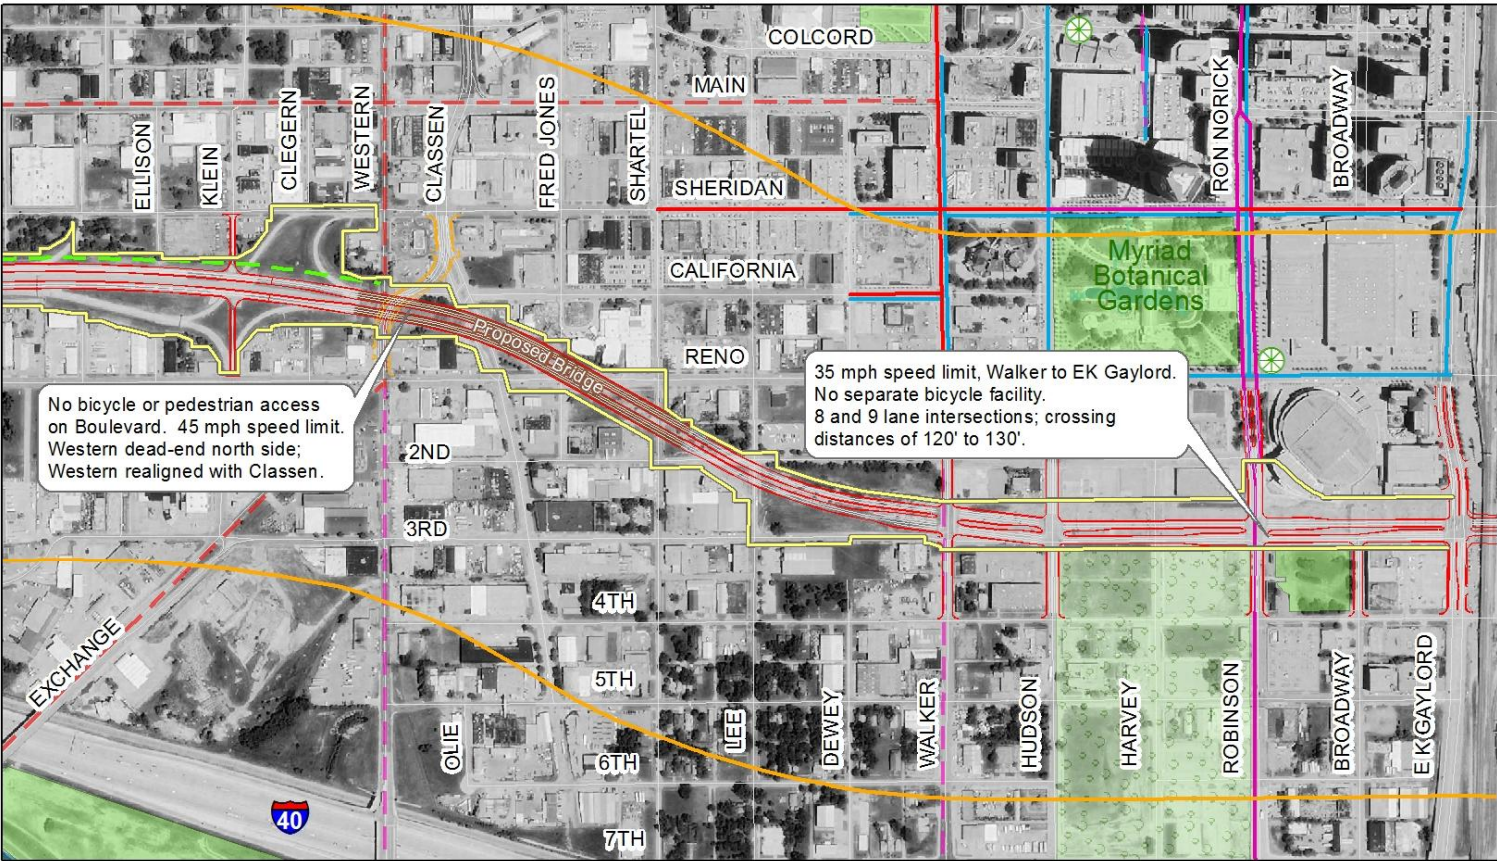 COLCORD
MAIN
ELLISON
KLEIN
CLEGERN
WESTERN
CLASSEN
FRED JONES
SHARTEL
SHERIDAN
RON NORICK
BROADWAY
CALIFORNIA
Myriad
Botanical
Gardens
Proposed Bridge
RENO
No bicycle or pedestrian access
on Boulevard.  45 mph speed limit.
Western dead-end north side;
Western realigned with Classen.
35 mph speed limit, Walker to EK Gaylord.
No separate bicycle facility.
8 and 9 lane intersections; crossing
distances of 120' to 130'.
2ND
3RD
4TH
EXCHANGE
5TH
OLIE
LEE
DEWEY
WALKER
HUDSON
HARVEY
ROBINSON
BROADWAY
E K GAYLORD
6TH
40
7TH